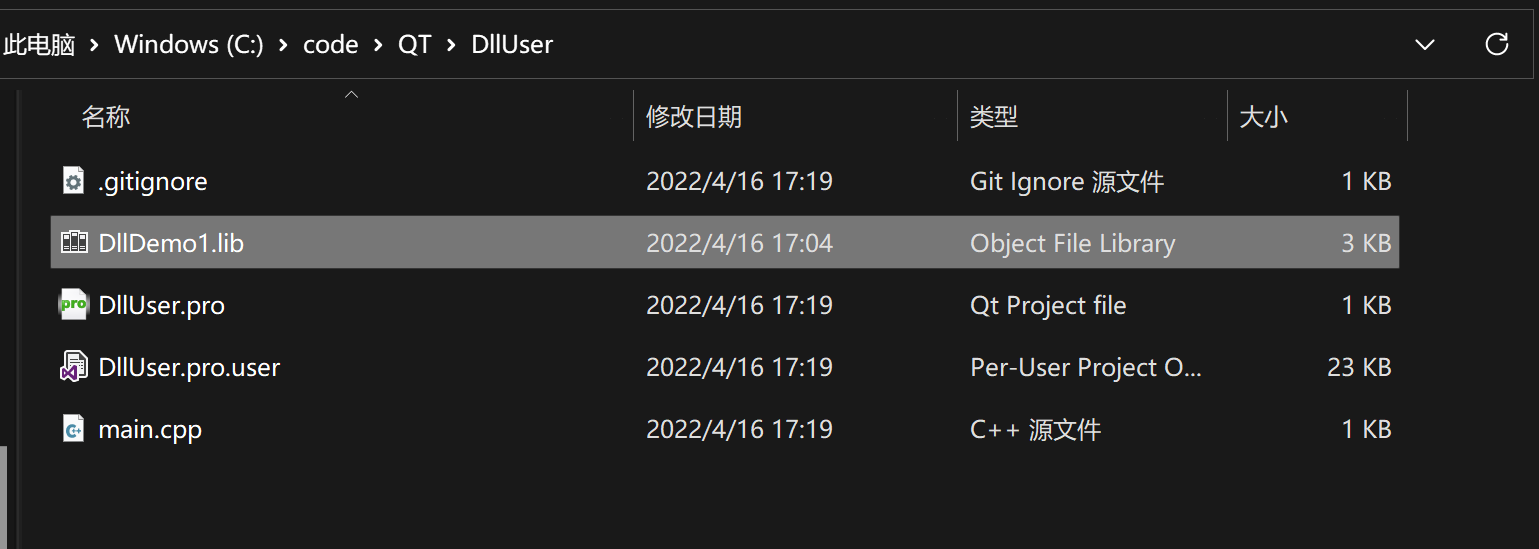 此电脑 > Windows (C:) > code > QT > DllUser
名称 修改日期 类型 大小
.gitignore 2022/4/16 17:19 Git Ignore 源文件 1 KB
DllDemo1.lib 2022/4/16 17:04 Object File Library 3 KB
pro DllUser.pro 2022/4/16 17:19 Qt Project file 1 KB
DllUser.pro.user 2022/4/16 17:19 Per-User Project O... 23 KB
main.cpp 2022/4/16 17:19 C++ 源文件 1 KB